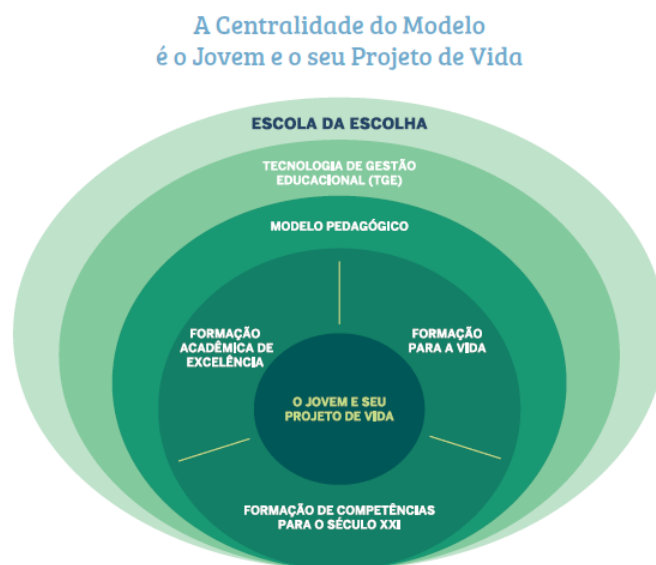 A Centralidade do Modelo
é o Jovem e o seu Projeto de Vida
ESCOLA DA ESCOLHA
TECNOLOGIA DE GESTÃO
EDUCACIONAL (TGE)
MODELO PEDAGÓGICO
FORMAÇÃO
ACADÊMICA DE
EXCELÊNCIA
FORMAÇÃO
PARA A VIDA
O JOVEM E SEU
PROJETO DE VIDA
FORMAÇÃO DE COMPETÊNCIAS
PARA O SÉCULO XXI